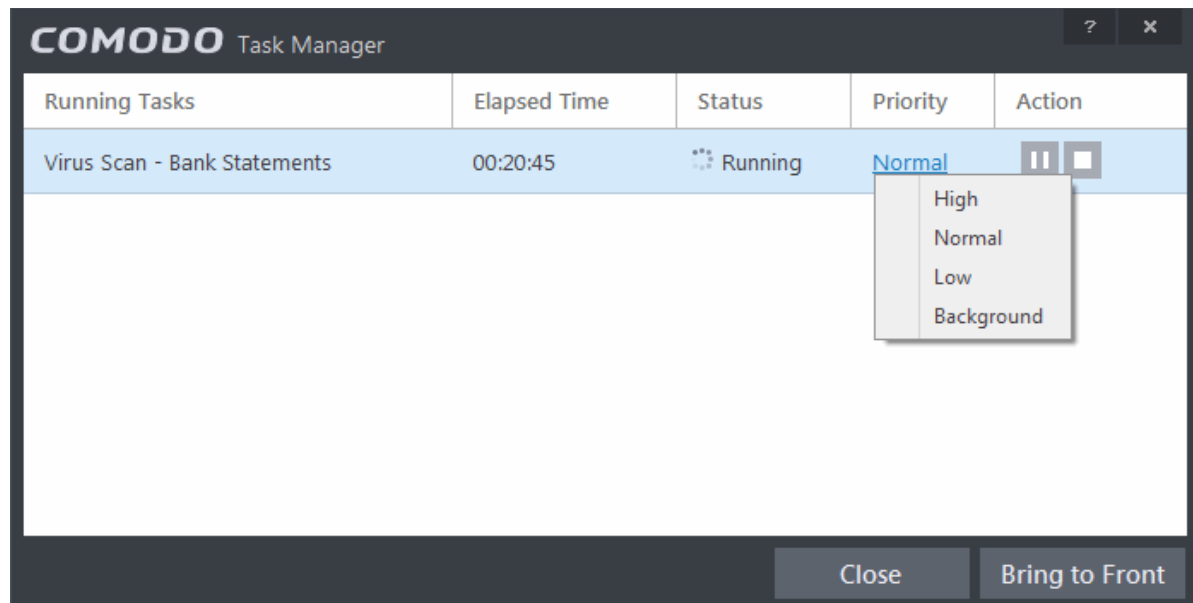 COMODO Task Manager ? ×
Running Tasks Elapsed Time Status Priority Action
Virus Scan - Bank Statements 00:20:45 Running Normal
High
Normal
Low
Background
Close Bring to Front